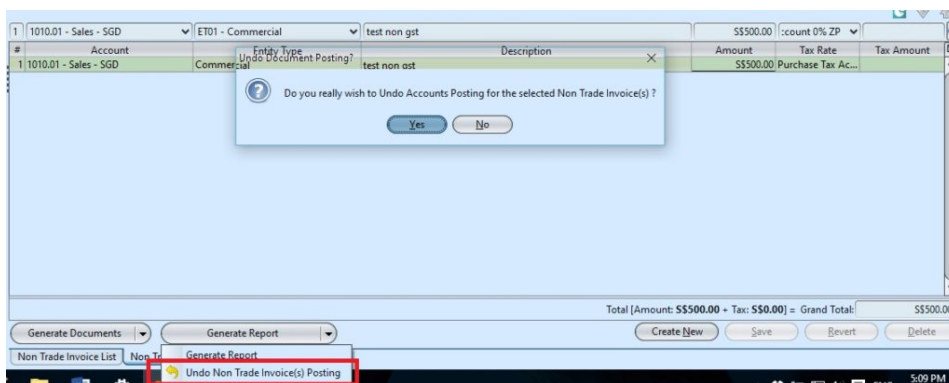 1 1010.01 - Sales - SGD ET01 - Commercial test non gst S$500.00 :count 0% ZP
# Account Entity Type Description Amount Tax Rate Tax Amount
1 1010.01 - Sales - SGD Commercial test non gst S$500.00 Purchase Tax Ac...
Undo Document Posting?
Do you really wish to Undo Accounts Posting for the selected Non Trade Invoice(s) ?
Yes No
Total [Amount: S$500.00 + Tax: S$0.00] = Grand Total: S$500.0
Generate Documents Generate Report Create New Save Revert Delete
Non Trade Invoice List Non Tr
Generate Report
Undo Non Trade Invoice(s) Posting
5:09 PM